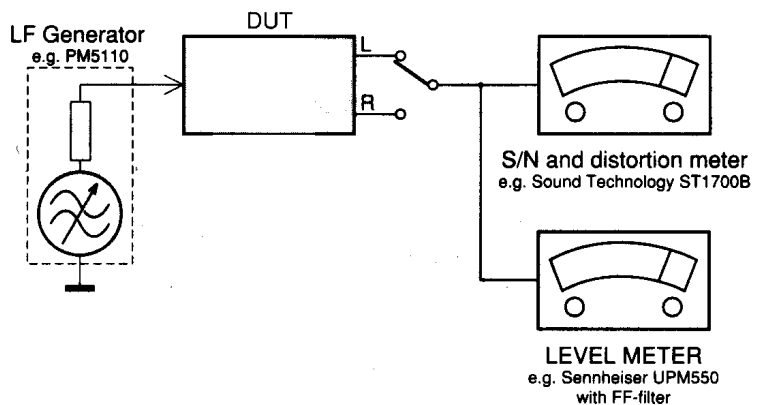 DUT
LF Generator
e.g. PM5110
L
R
S/N and distortion meter
e.g. Sound Technology ST1700B
LEVEL METER
e.g. Sennheiser UPM550
with FF-filter